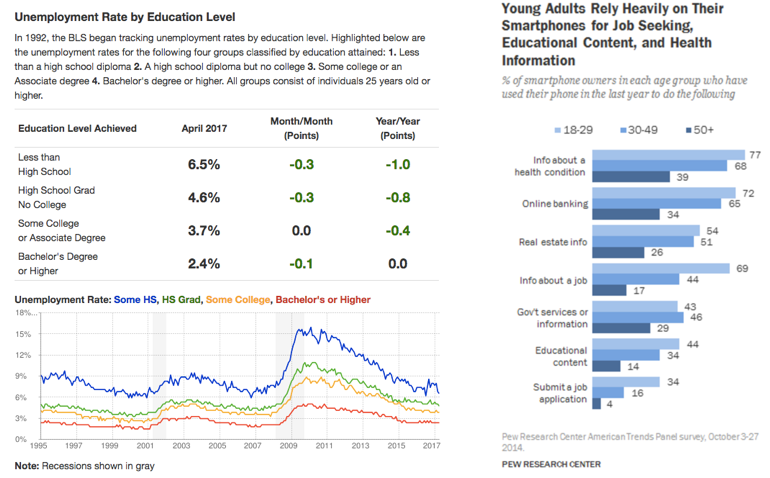 Unemployment Rate by Education Level
In 1992, the BLS began tracking unemployment rates by education level. Highlighted below are
the unemployment rates for the following four groups classified by education attained: 1. Less
than a high school diploma 2. A high school diploma but no college 3. Some college or an
Associate degree 4. Bachelor's degree or higher. All groups consist of individuals 25 years old or
higher.
Education Level Achieved April 2017 Month/Month (Points) Year/Year (Points)
Less than
High School 6.5% -0.3 -1.0
High School Grad
No College 4.6% -0.3 -0.8
Some College
or Associate Degree 3.7% 0.0 -0.4
Bachelor's Degree
or Higher 2.4% -0.1 0.0
Unemployment Rate: Some HS, HS Grad, Some College, Bachelor's or Higher
18%...
15%
12%
9%
6%
3%
0%
1995 1997 1999 2001 2003 2005 2007 2009 2011 2013 2015 2017
Note: Recessions shown in gray
Young Adults Rely Heavily on Their
Smartphones for Job Seeking,
Educational Content, and Health
Information
% of smartphone owners in each age group who have
used their phone in the last year to do the following
18-29 30-49 50+
Info about a
health condition
77
68
39
Online banking
72
65
34
Real estate info
54
51
26
Info about a job
69
44
17
Gov't services or
information
43
46
29
Educational
content
44
34
14
Submit a job
application
34
16
4
Pew Research Center American Trends Panel survey, October 3-27
2014.
PEW RESEARCH CENTER